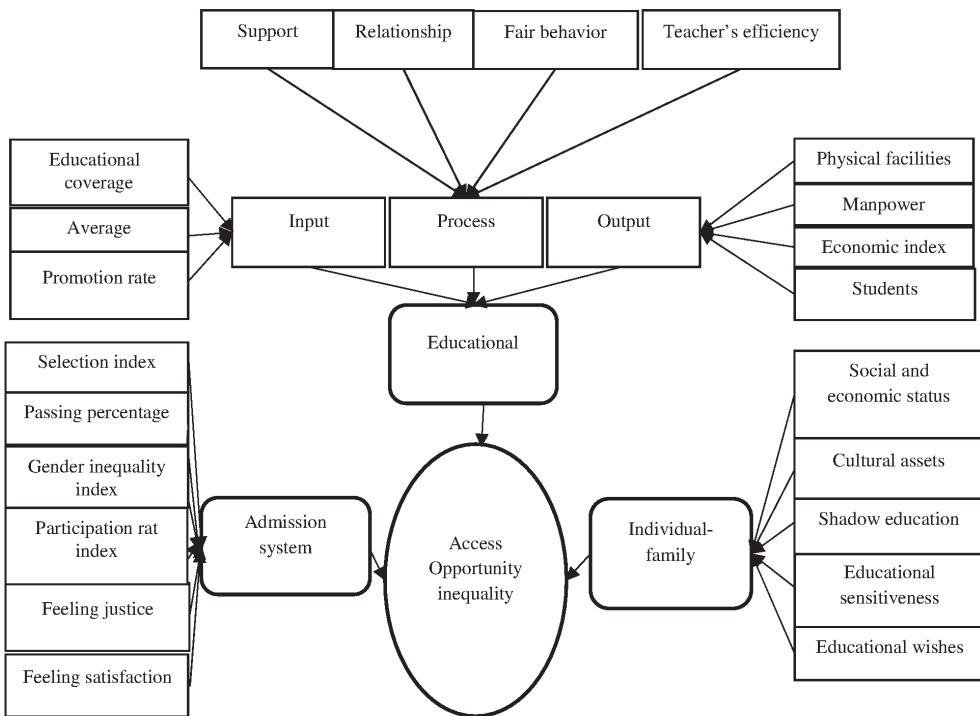 Support
Relationship
Fair behavior
Teacher's efficiency
Educational
coverage
Average
Promotion rate
Input
Process
Output
Physical facilities
Manpower
Economic index
Students
Educational
Selection index
Passing percentage
Gender inequality
index
Participation rat
index
Feeling justice
Feeling satisfaction
Admission
system
Access
Opportunity
inequality
Individual-
family
Social and
economic status
Cultural assets
Shadow education
Educational
sensitiveness
Educational wishes